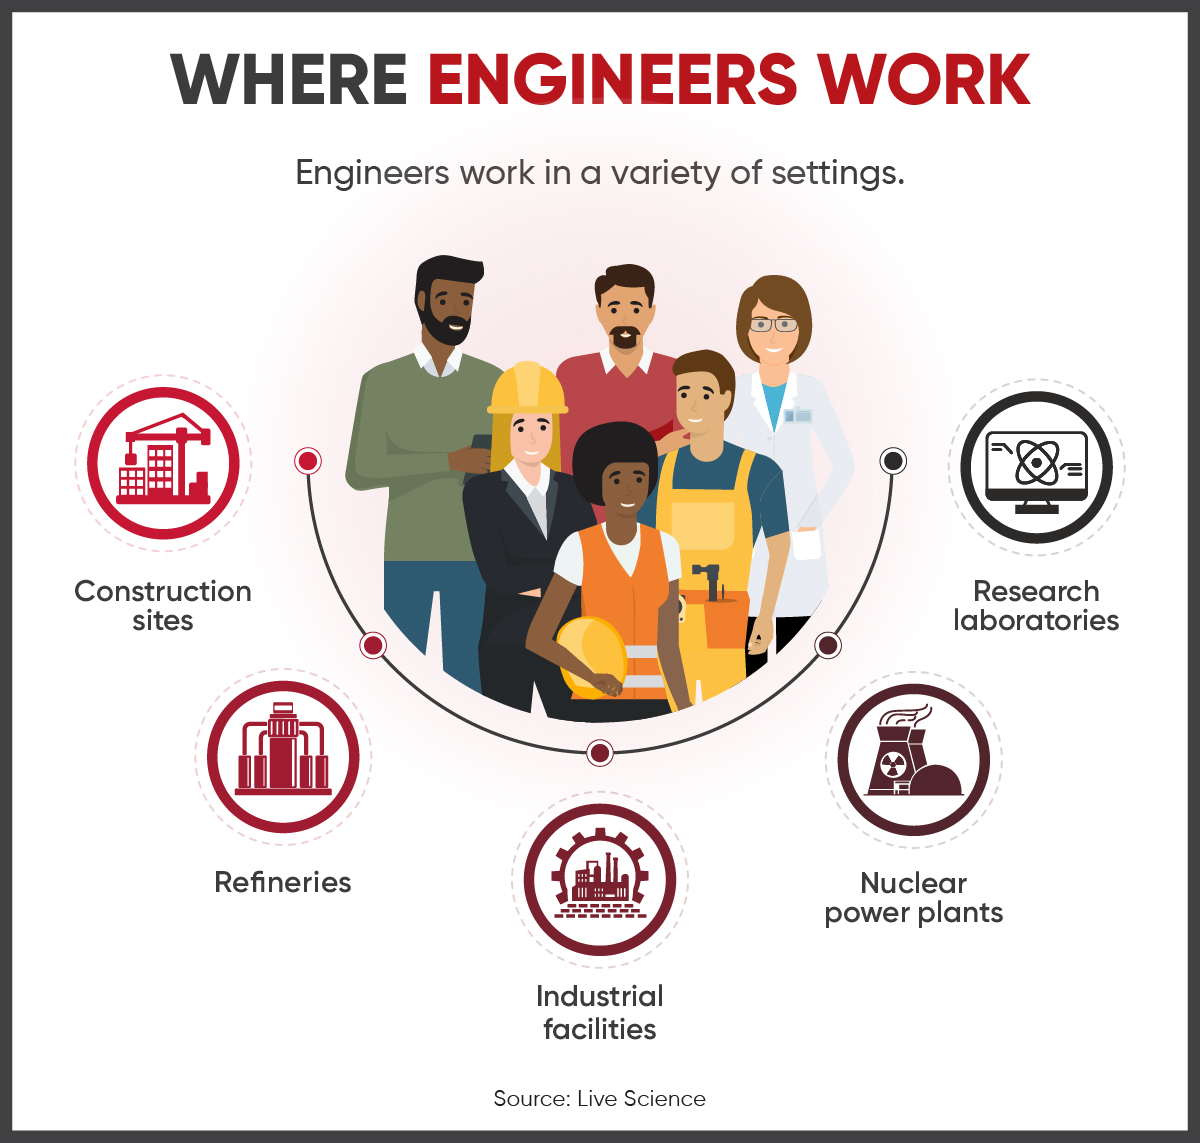 WHERE ENGINEERS WORK
Engineers work in a variety of settings.
Construction
sites
Refineries
Industrial
facilities
Nuclear
power plants
Research
laboratories
Source: Live Science